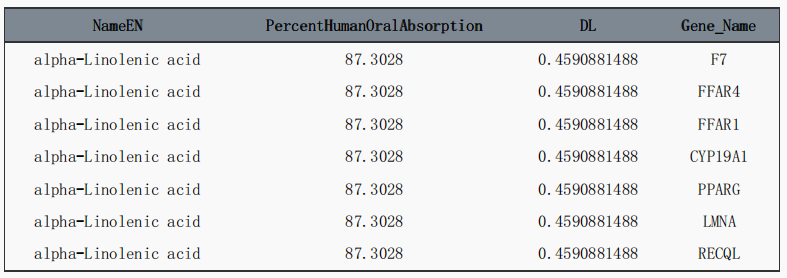 NameEN PercentHumanOralAbsorption DL Gene_Name
alpha-Linolenic acid 87.3028 0.4590881488 F7
alpha-Linolenic acid 87.3028 0.4590881488 FFAR4
alpha-Linolenic acid 87.3028 0.4590881488 FFAR1
alpha-Linolenic acid 87.3028 0.4590881488 CYP19A1
alpha-Linolenic acid 87.3028 0.4590881488 PPARG
alpha-Linolenic acid 87.3028 0.4590881488 LMNA
alpha-Linolenic acid 87.3028 0.4590881488 RECQL